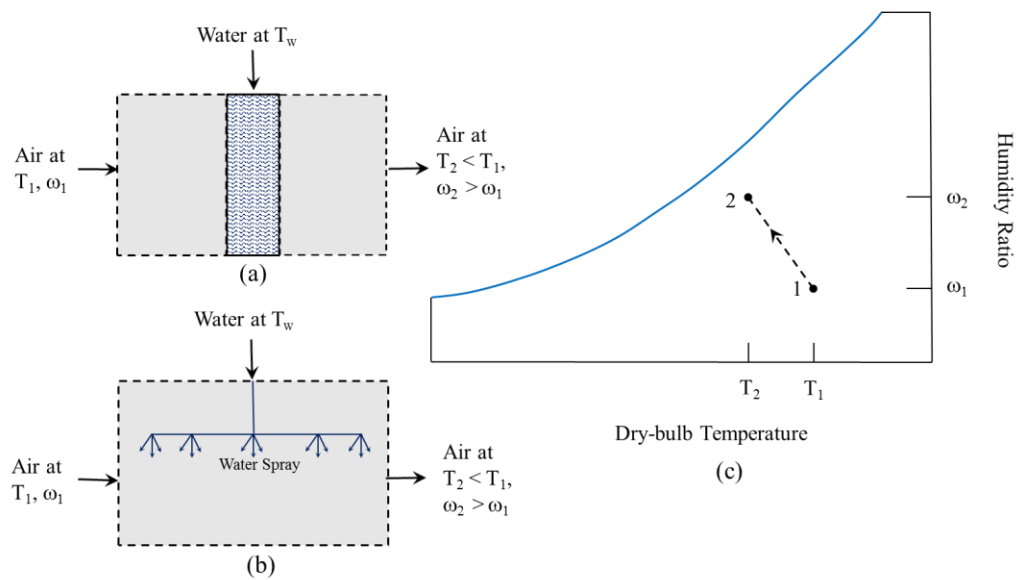 Water at Tw
Air at
T1, ω1
Air at
T2 < T1,
ω2 > ω1
(a)
Water at Tw
Water Spray
Air at
T1, ω1
Air at
T2 < T1,
ω2 > ω1
(b)
2
1
ω2
ω1
Humidity Ratio
T2
T1
Dry-bulb Temperature
(c)